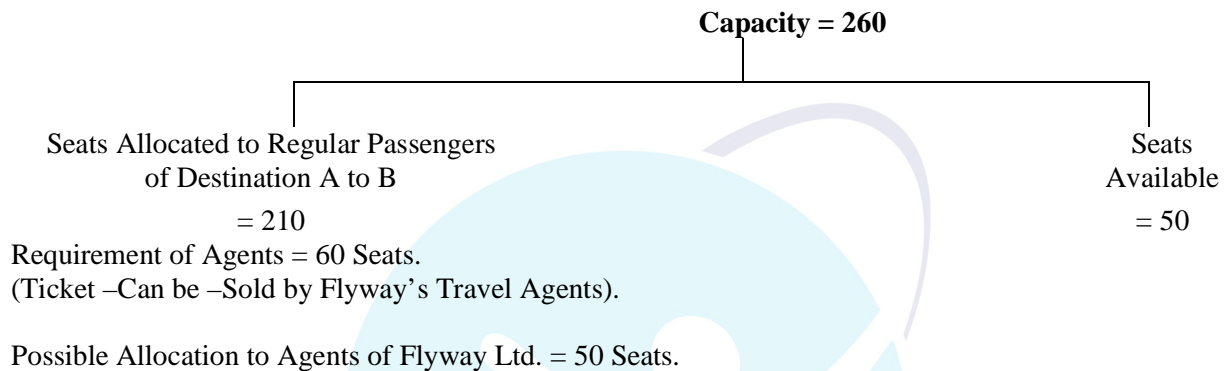 Capacity = 260
Seats Allocated to Regular Passengers
of Destination A to B
= 210
Seats
Available
= 50
Requirement of Agents = 60 Seats.
(Ticket –Can be –Sold by Flyway’s Travel Agents).
Possible Allocation to Agents of Flyway Ltd. = 50 Seats.